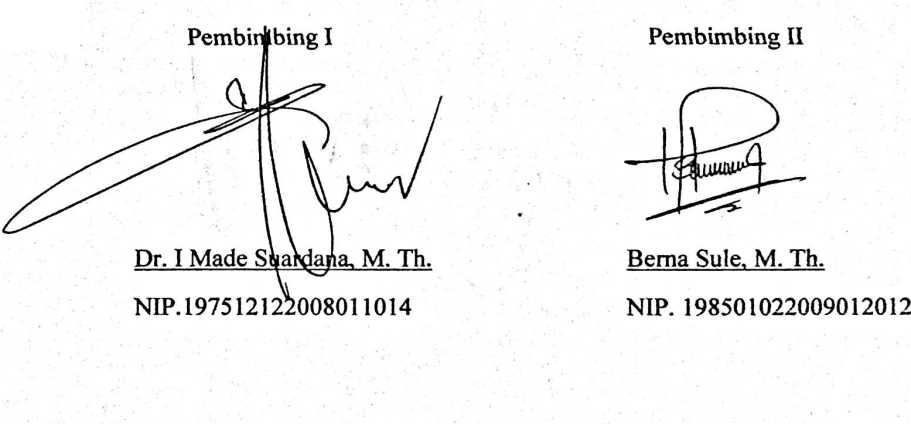 Pembimbing I
Pembimbing II
Dr. I Made Suardana, M. Th.
Berna Sule, M. Th.
NIP.197512122008011014
NIP. 198501022009012012